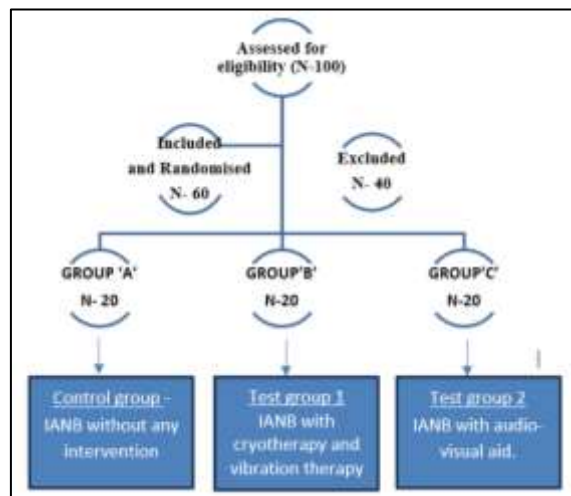 Assessed for
eligibility (N-100)
Included
and Randomised
N- 60
Excluded
N- 40
GROUP 'A'
N- 20
GROUP'B'
N-20
GROUP'C'
N-20
Control group -
IANB without any
intervention
Test group 1
IANB with
cryotherapy and
vibration therapy
Test group 2
IANB with audio-
visual aid.